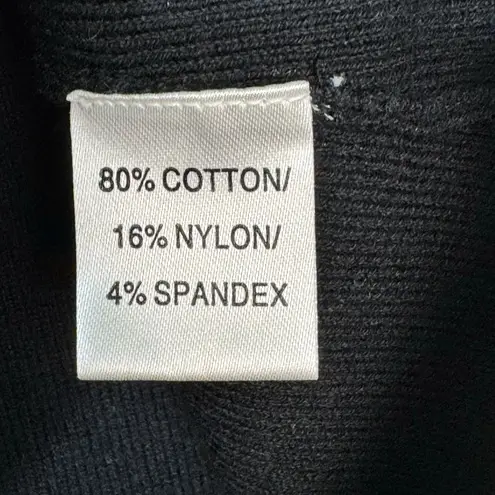 80% COTTON/
16% NYLON/
4% SPANDEX